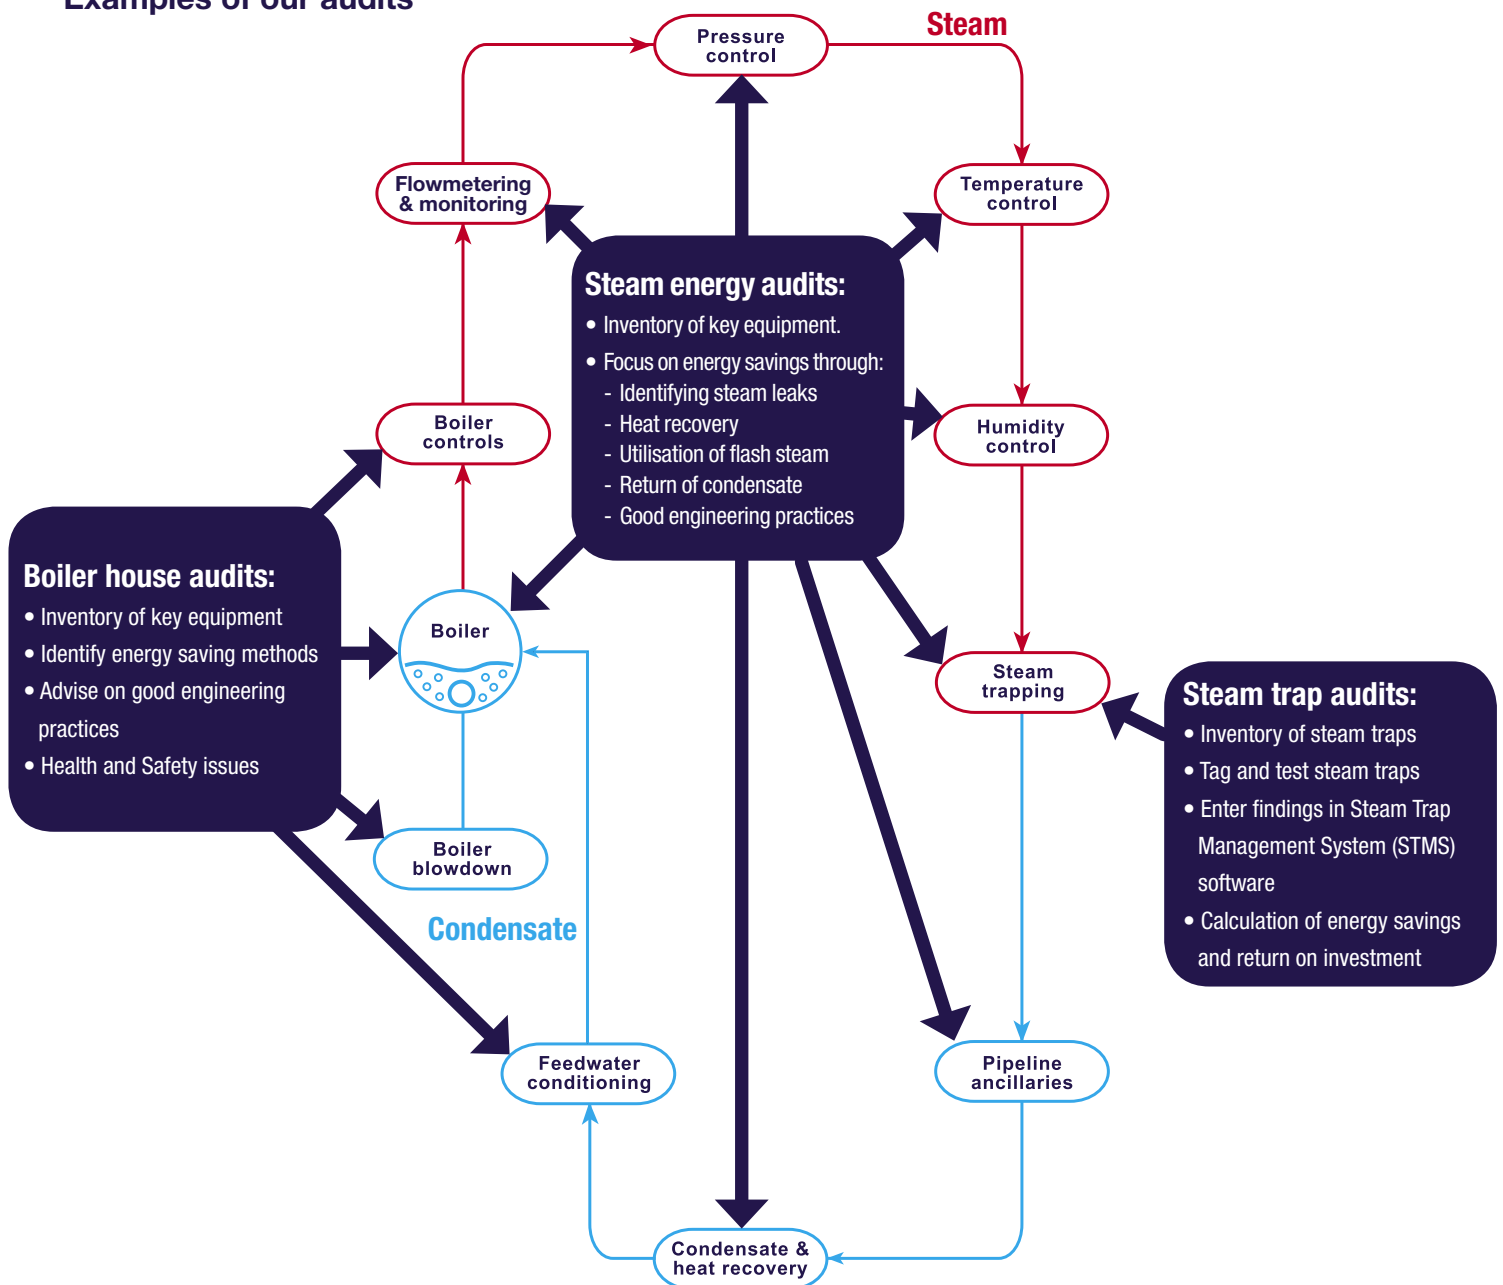 Examples of our audits
Steam
Pressure
control
Flowmetering
& monitoring
Temperature
control
Steam energy audits:
• Inventory of key equipment.
• Focus on energy savings through:
- Identifying steam leaks
- Heat recovery
- Utilisation of flash steam
- Return of condensate
- Good engineering practices
Boiler
controls
Humidity
control
Boiler house audits:
• Inventory of key equipment
• Identify energy saving methods
• Advise on good engineering
practices
• Health and Safety issues
Boiler
Steam
trapping
Steam trap audits:
• Inventory of steam traps
• Tag and test steam traps
• Enter findings in Steam Trap
Management System (STMS)
software
• Calculation of energy savings
and return on investment
Boiler
blowdown
Condensate
Feedwater
conditioning
Pipeline
ancillaries
Condensate &
heat recovery